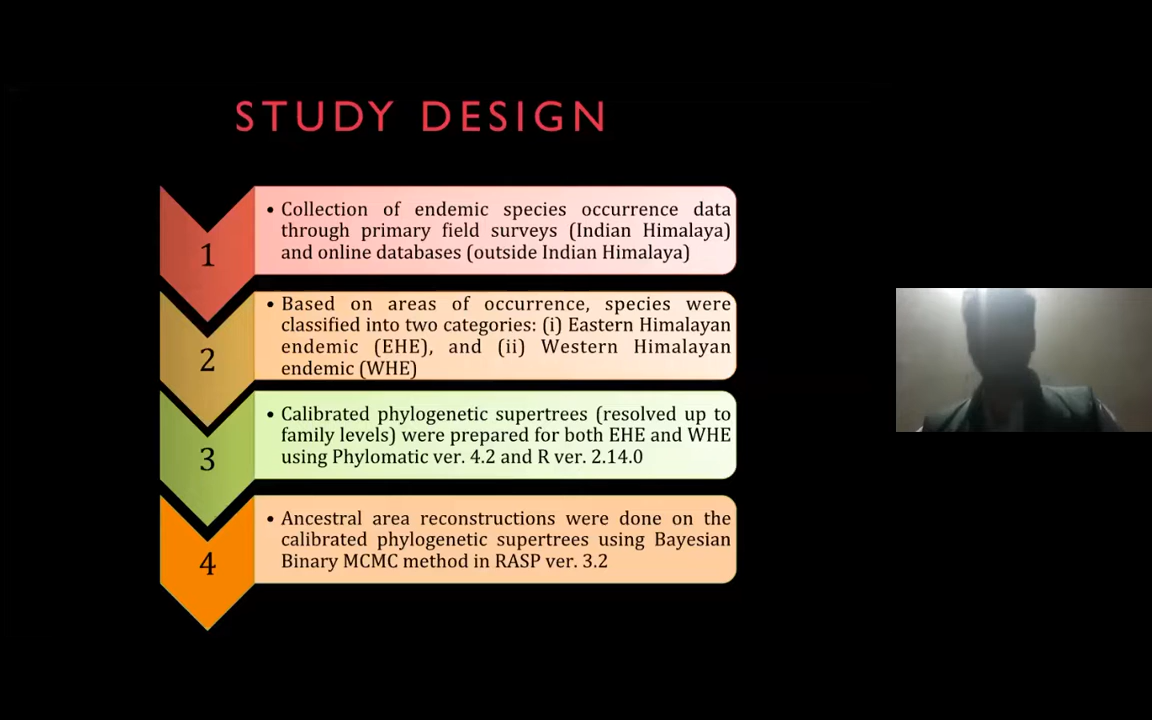 STUDY DESIGN
1
• Collection of endemic species occurrence data
through primary field surveys (Indian Himalaya)
and online databases (outside Indian Himalaya)
2
• Based on areas of occurrence, species were
classified into two categories: (i) Eastern Himalayan
endemic (EHE), and (ii) Western Himalayan
endemic (WHE)
3
• Calibrated phylogenetic supertrees (resolved up to
family levels) were prepared for both EHE and WHE
using Phylomatic ver. 4.2 and R ver. 2.14.0
4
• Ancestral area reconstructions were done on the
calibrated phylogenetic supertrees using Bayesian
Binary MCMC method in RASP ver. 3.2